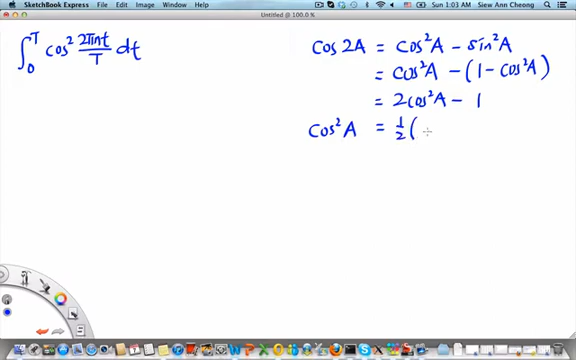 SketchBook Express File Edit View Image Window Help Sun 1:03 AM Siew Ann Cheong
Untitled @ 100.0 %
∫₀ᵀ cos² (2πnt/T) dt
Cos 2A = cos²A − sin²A
= cos²A − (1 − cos²A)
= 2cos²A − 1
Cos²A = ½(